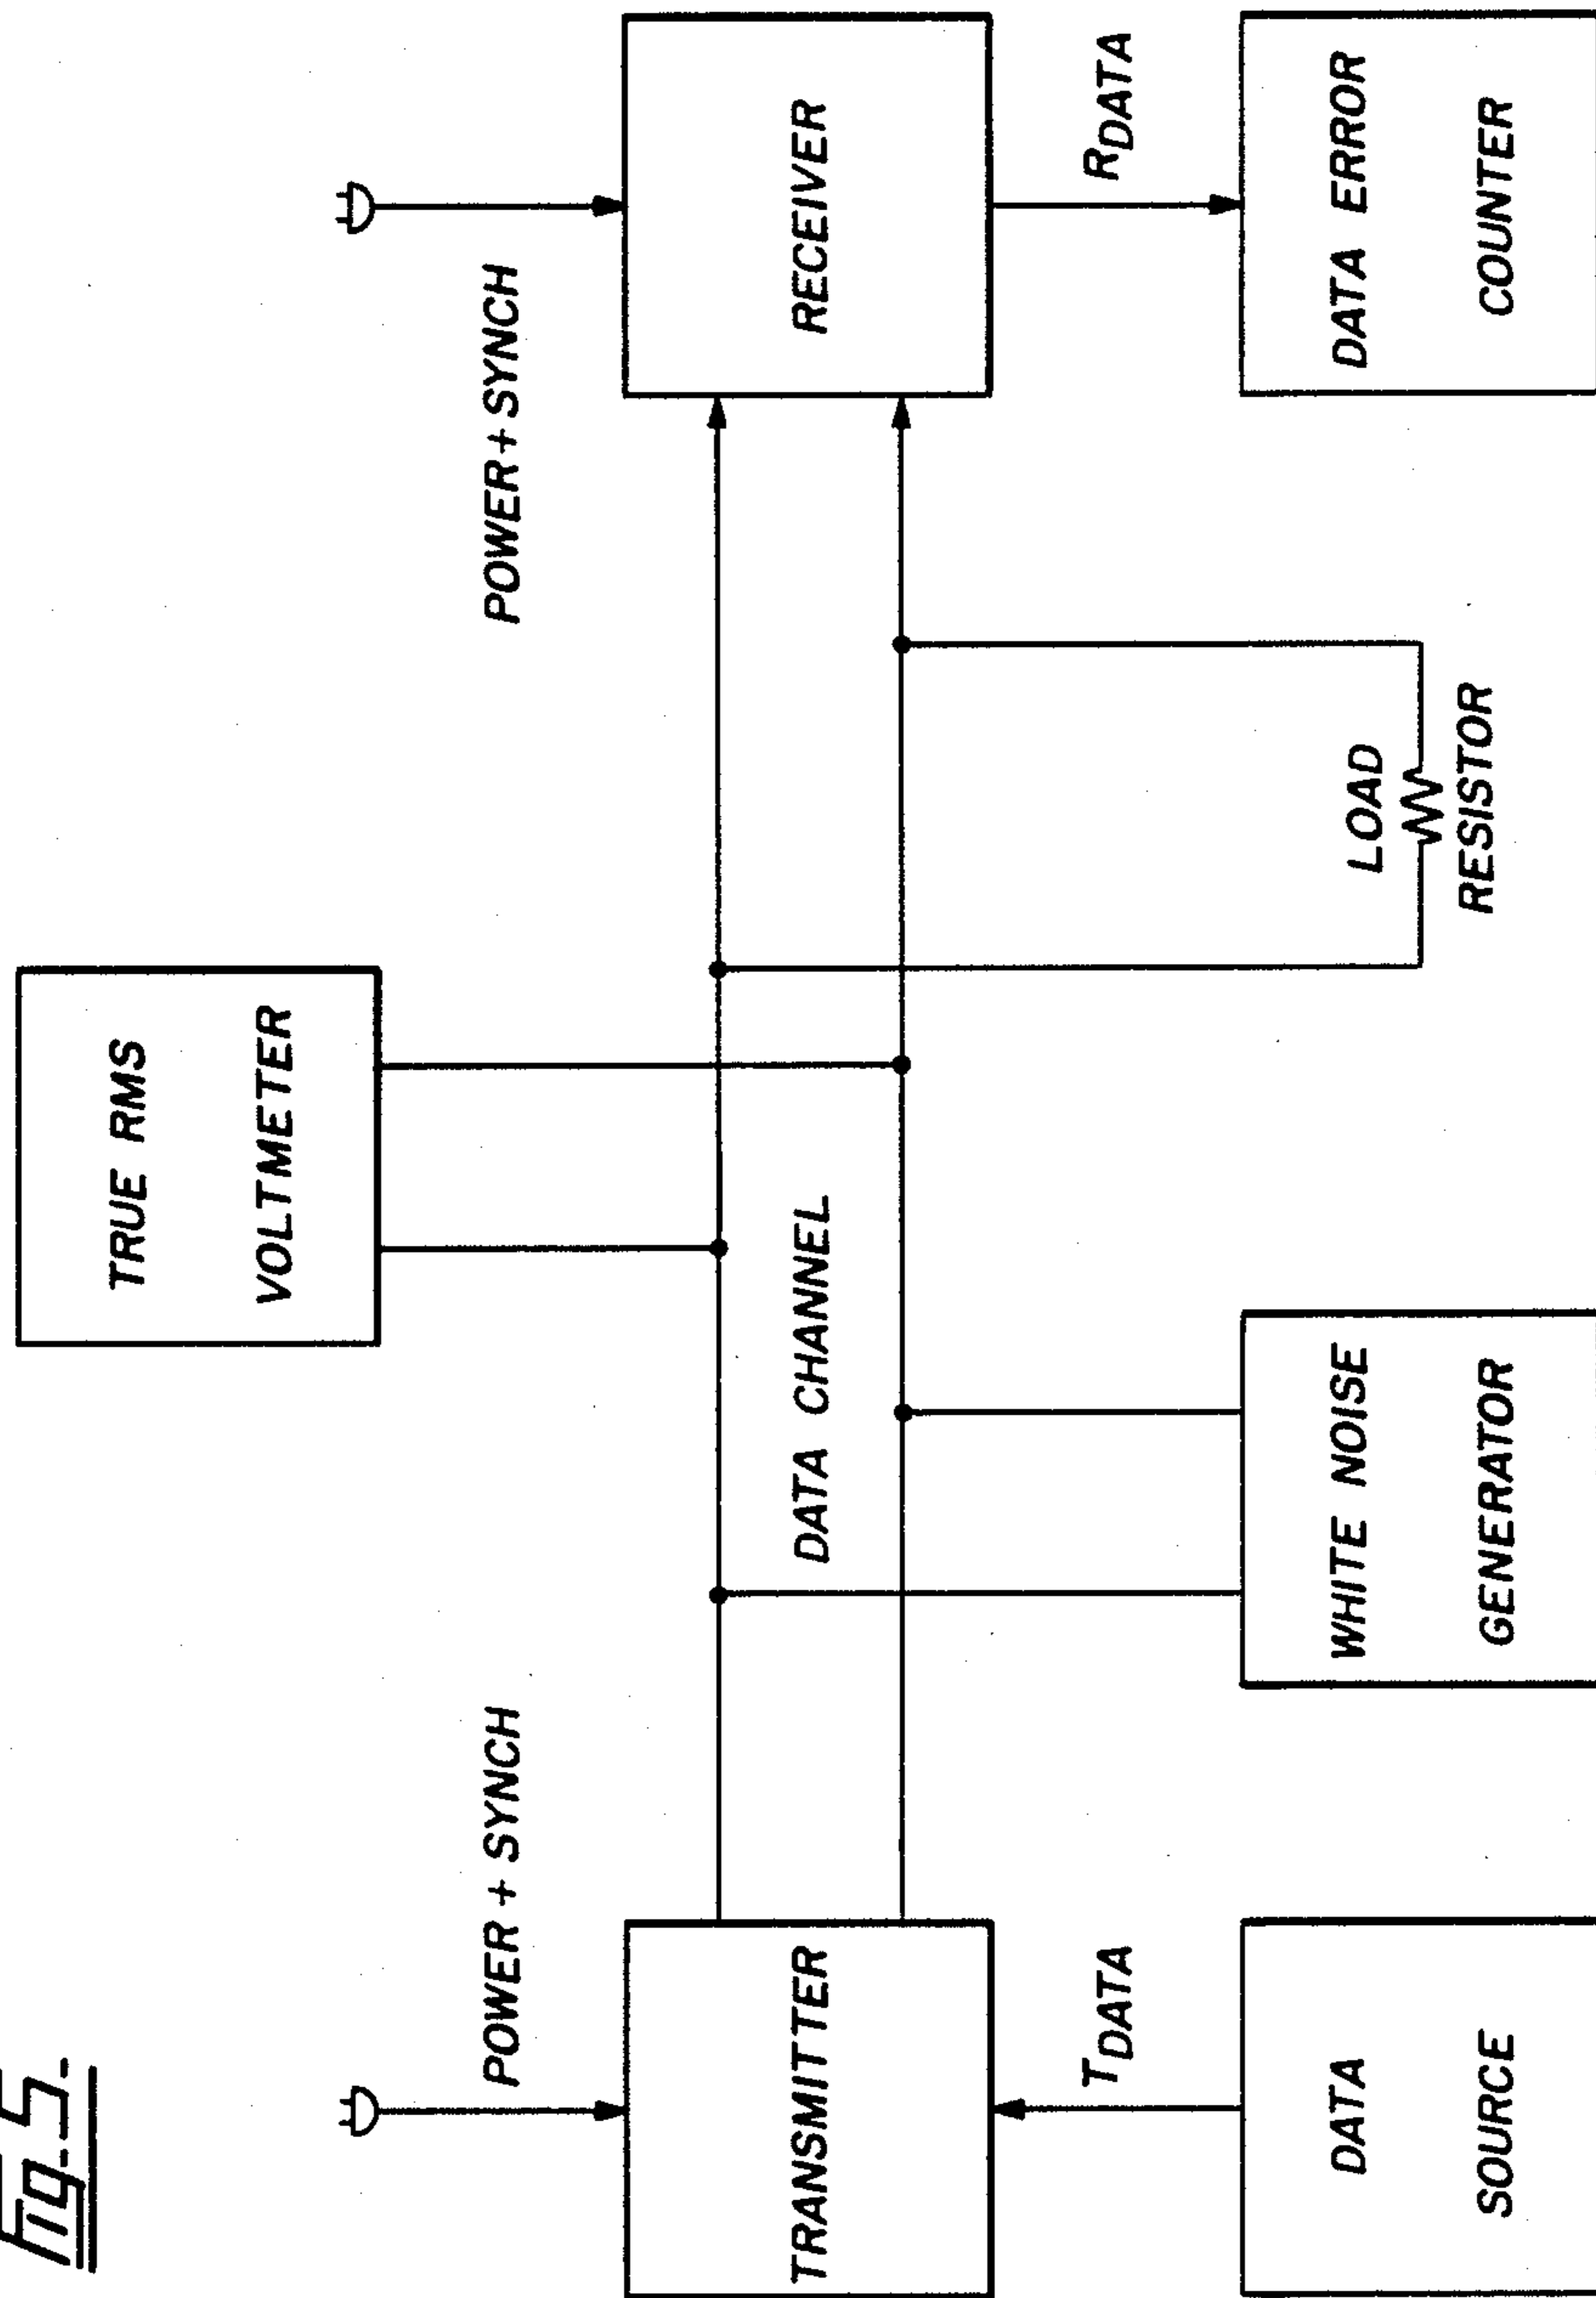 Fig. 5.
TRUE RMS
VOLTMETER
POWER + SYNCH
POWER + SYNCH
TRANSMITTER
DATA CHANNEL
RECEIVER
TDATA
RDATA
DATA
SOURCE
WHITE NOISE
GENERATOR
LOAD
RESISTOR
DATA ERROR
COUNTER